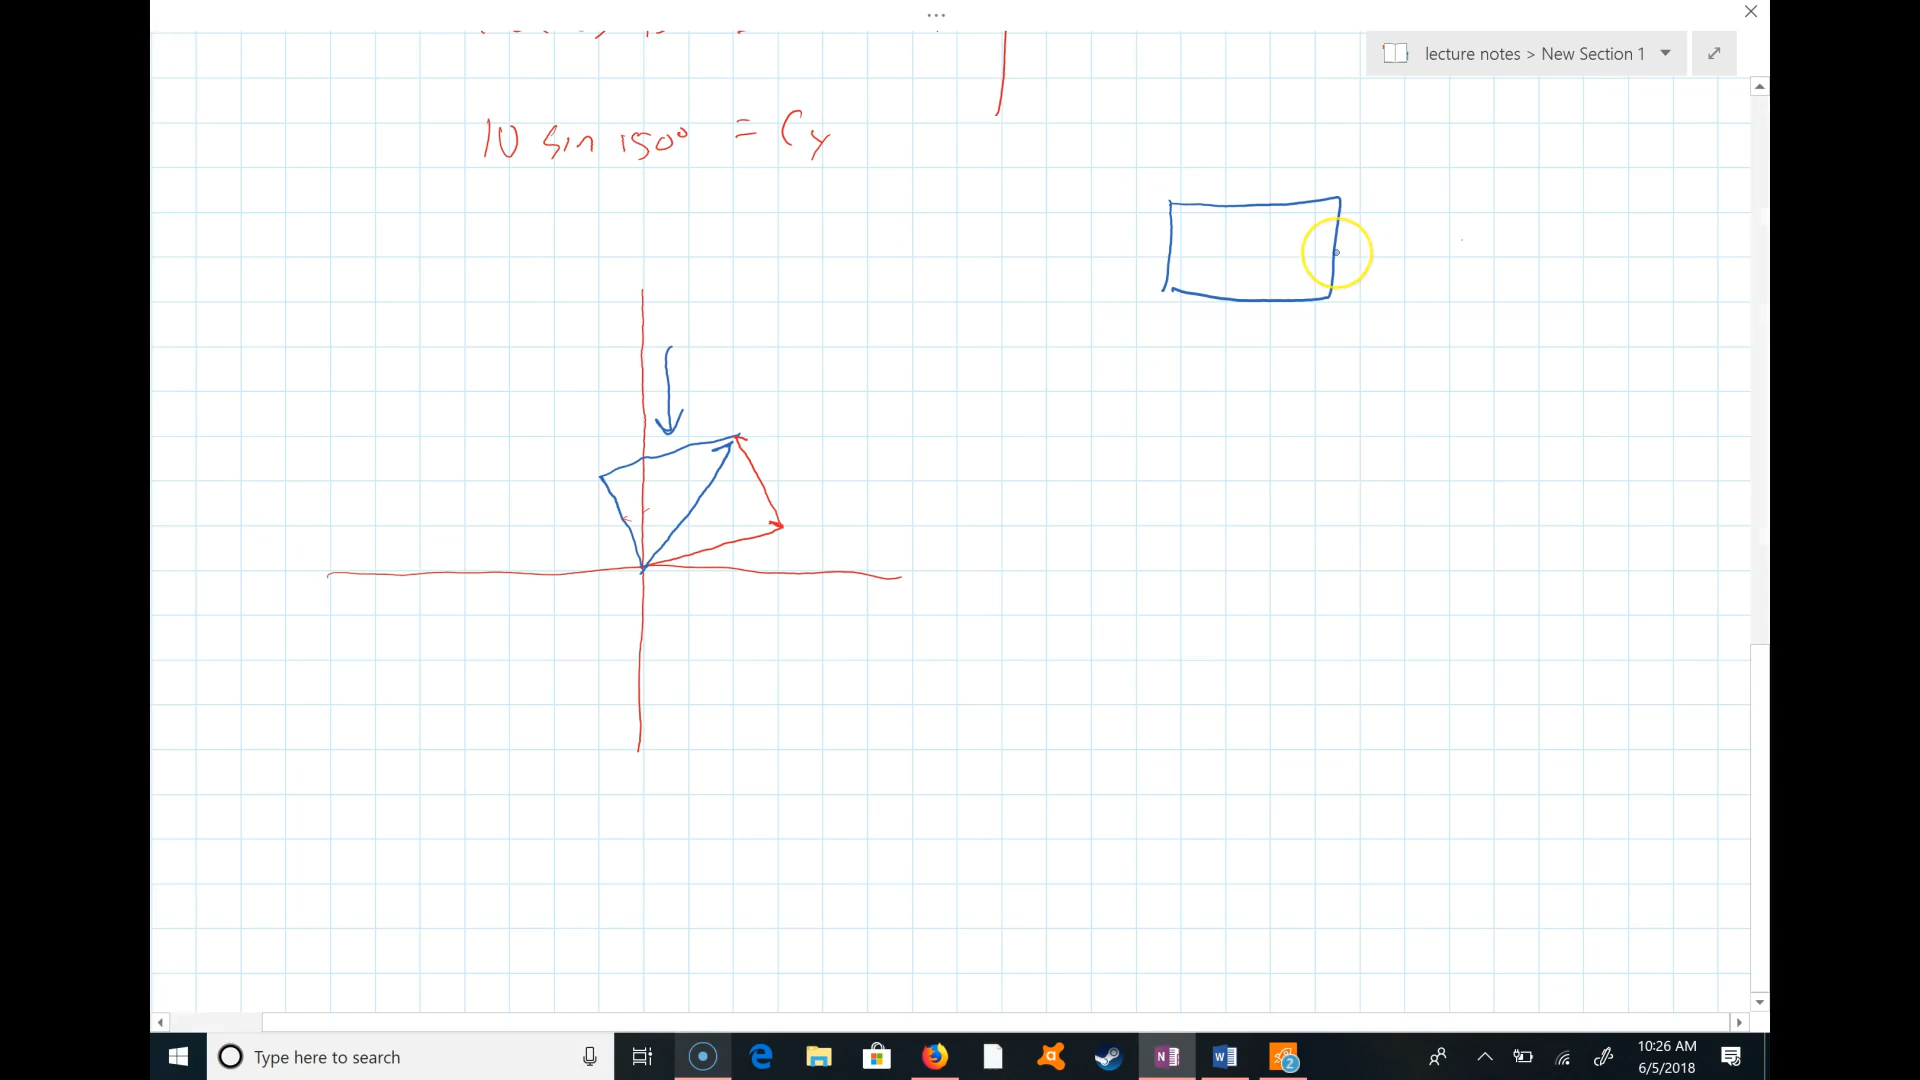 lecture notes > New Section 1
10 sin 150° = Cy
Type here to search
N
W
2
10:26 AM
6/5/2018